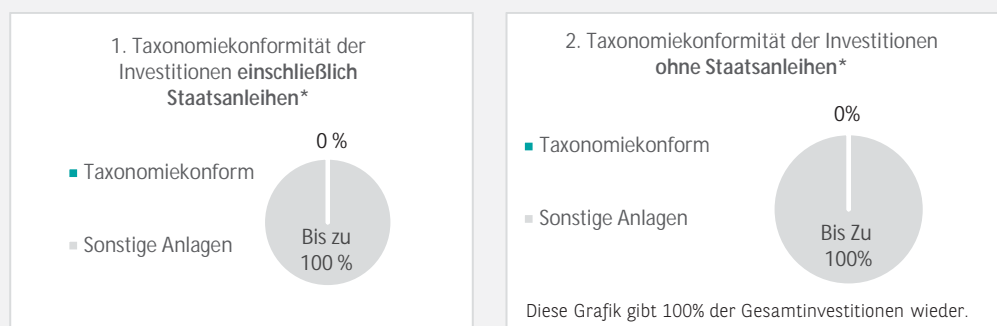 1. Taxonomiekonformität der
Investitionen einschließlich
Staatsanleihen*
0 %
Taxonomiekonform
Sonstige Anlagen
Bis zu
100 %
2. Taxonomiekonformität der Investitionen
ohne Staatsanleihen*
0%
Taxonomiekonform
Sonstige Anlagen
Bis Zu
100%
Diese Grafik gibt 100% der Gesamtinvestitionen wieder.